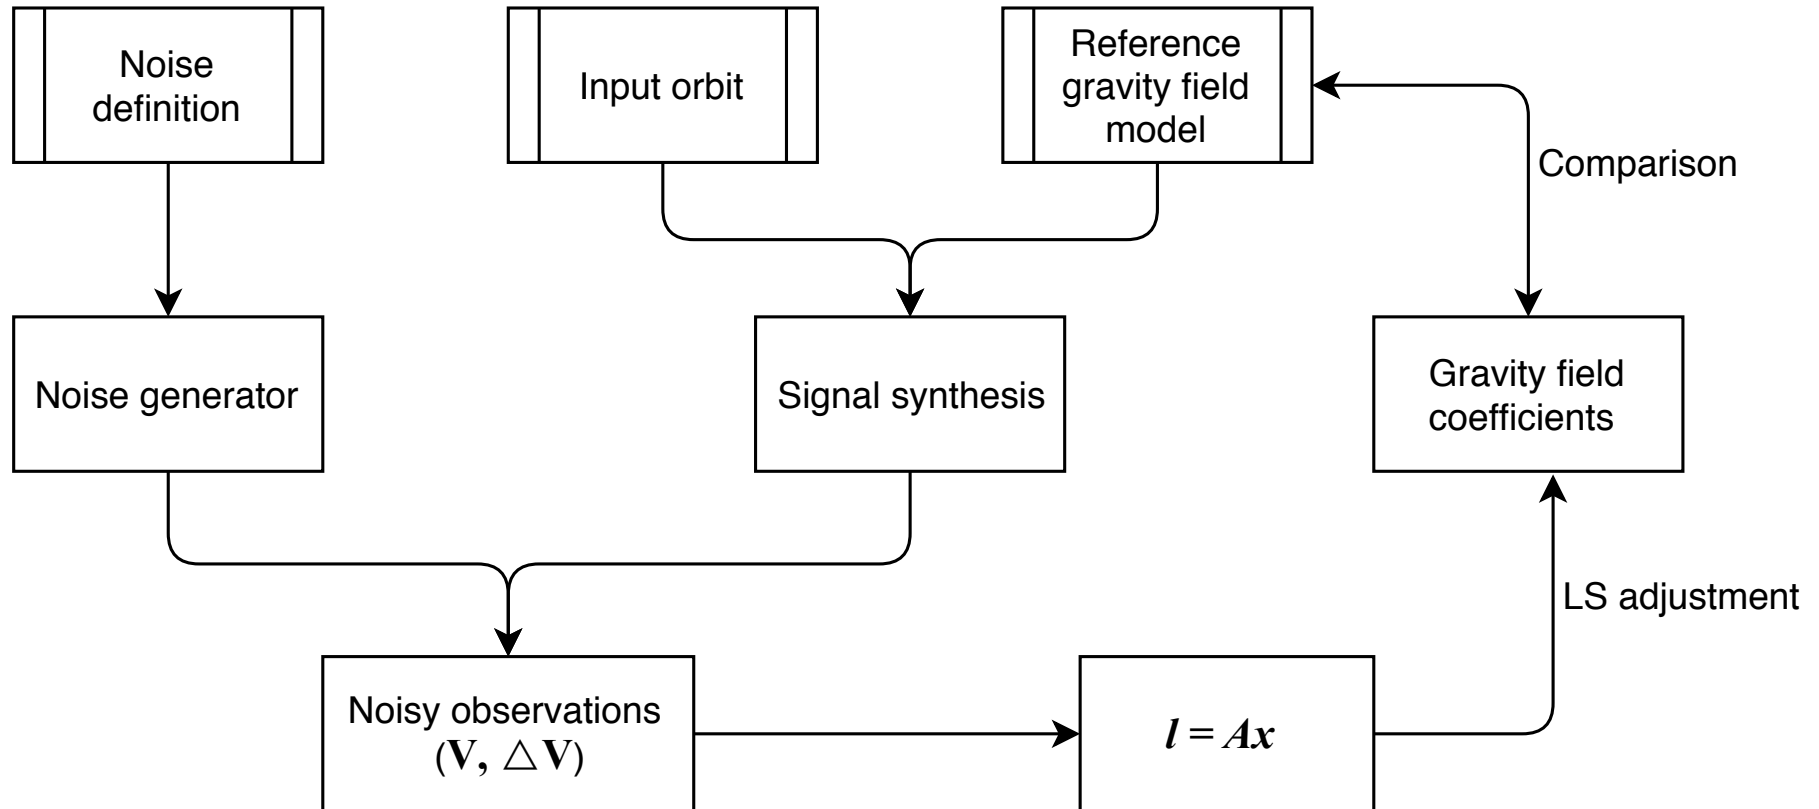 Noise
definition
Input orbit
Reference
gravity field
model
Comparison
Noise generator
Signal synthesis
Gravity field
coefficients
LS adjustment
Noisy observations
(V, △V)
l = Ax